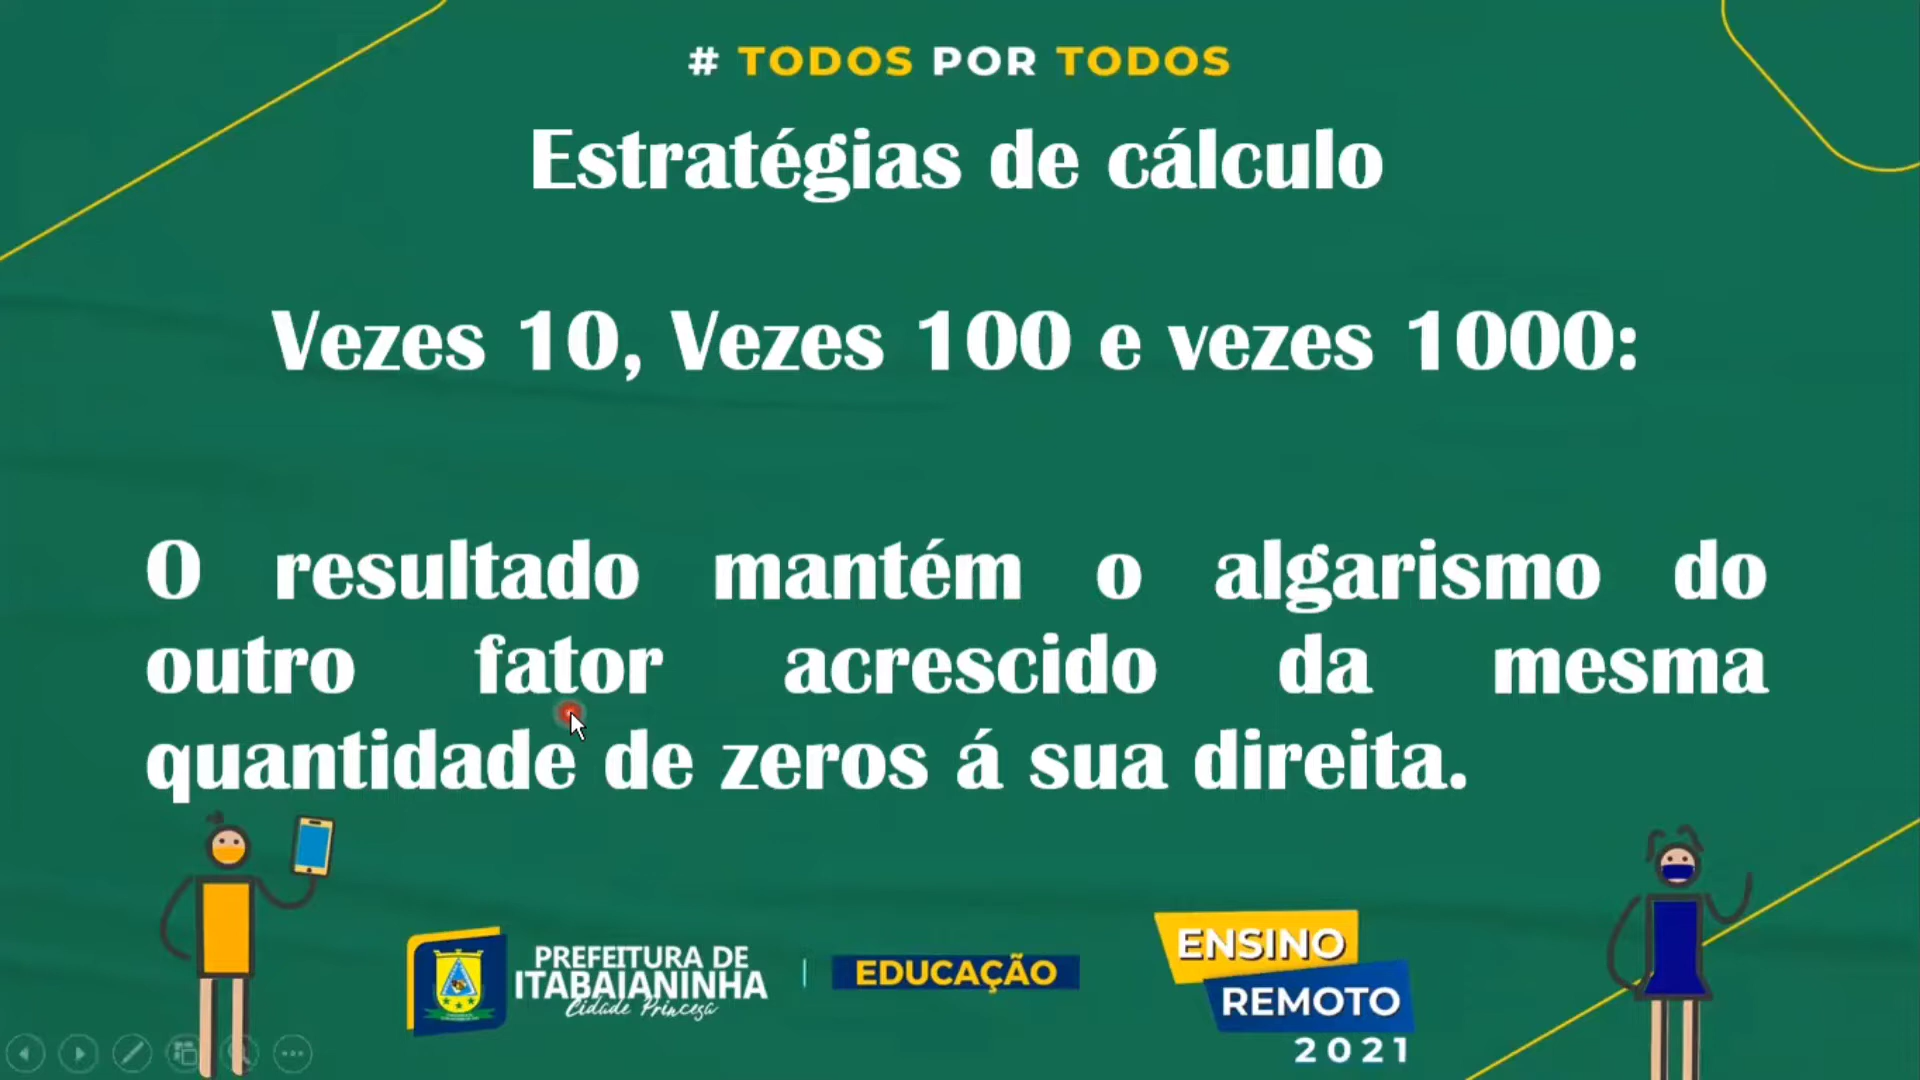 # TODOS POR TODOS
Estratégias de cálculo
Vezes 10, Vezes 100 e vezes 1000:
O resultado mantém o algarismo do
outro fator acrescido da mesma
quantidade de zeros á sua direita.
PREFEITURA DE
ITABAIANINHA
Cidade Princesa
EDUCAÇÃO
ENSINO
REMOTO
2021